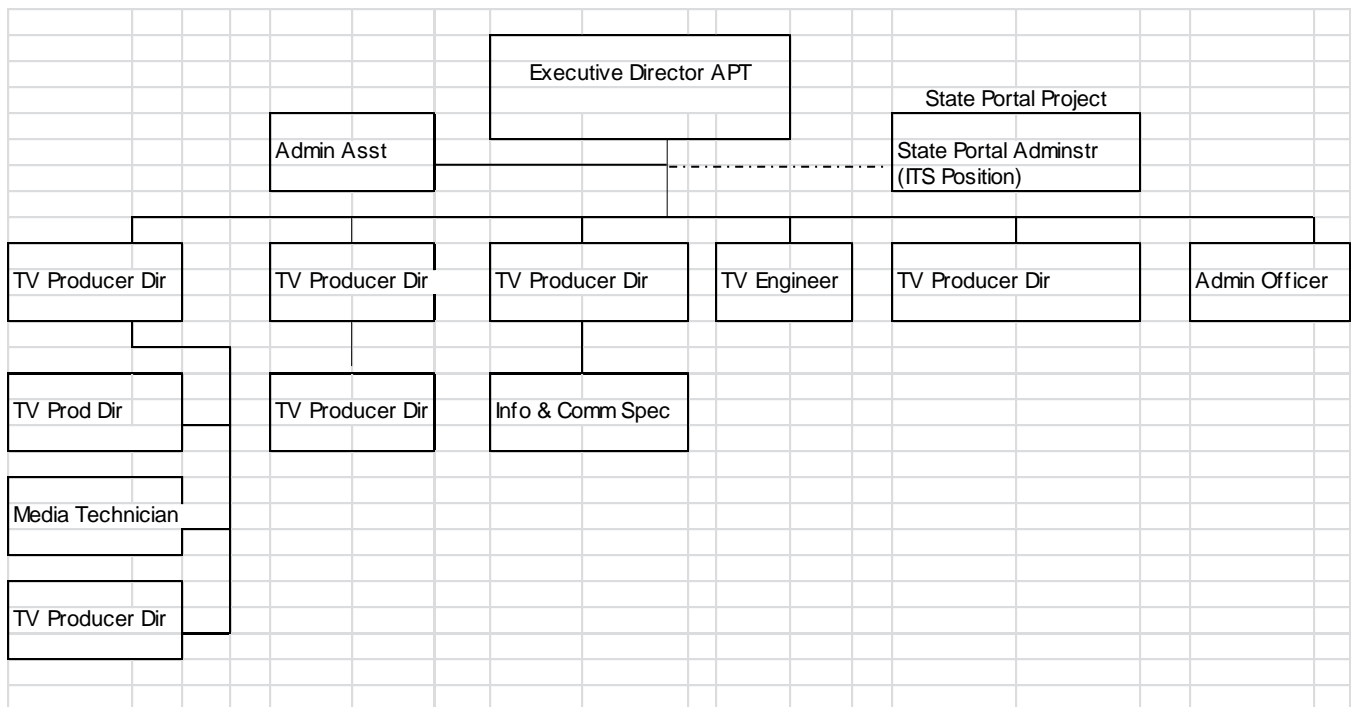 Executive Director APT
State Portal Project
Admin Asst
State Portal Adminstr
(ITS Position)
TV Producer Dir
TV Producer Dir
TV Producer Dir
TV Engineer
TV Producer Dir
Admin Officer
TV Prod Dir
TV Producer Dir
Info & Comm Spec
Media Technician
TV Producer Dir